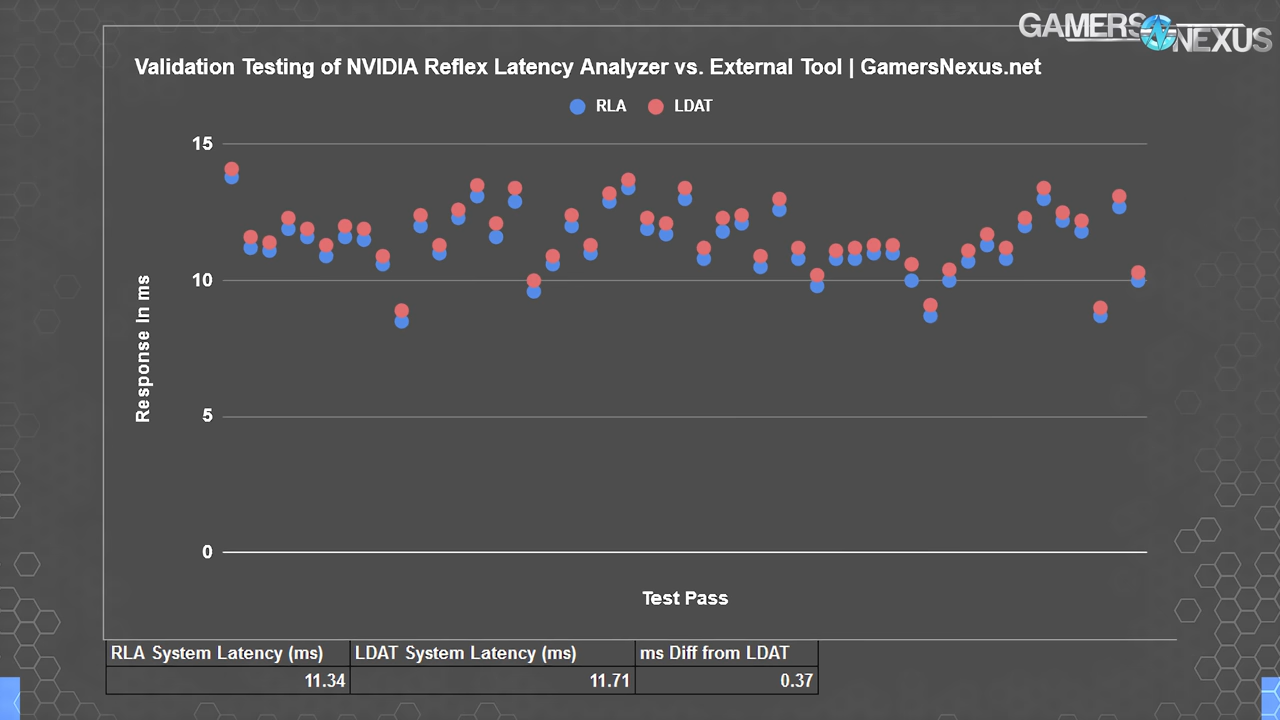 GAMERS NEXUS
Validation Testing of NVIDIA Reflex Latency Analyzer vs. External Tool | GamersNexus.net
RLA LDAT
15
10
5
0
Response in ms
Test Pass
RLA System Latency (ms) LDAT System Latency (ms) ms Diff from LDAT
11.34 11.71 0.37